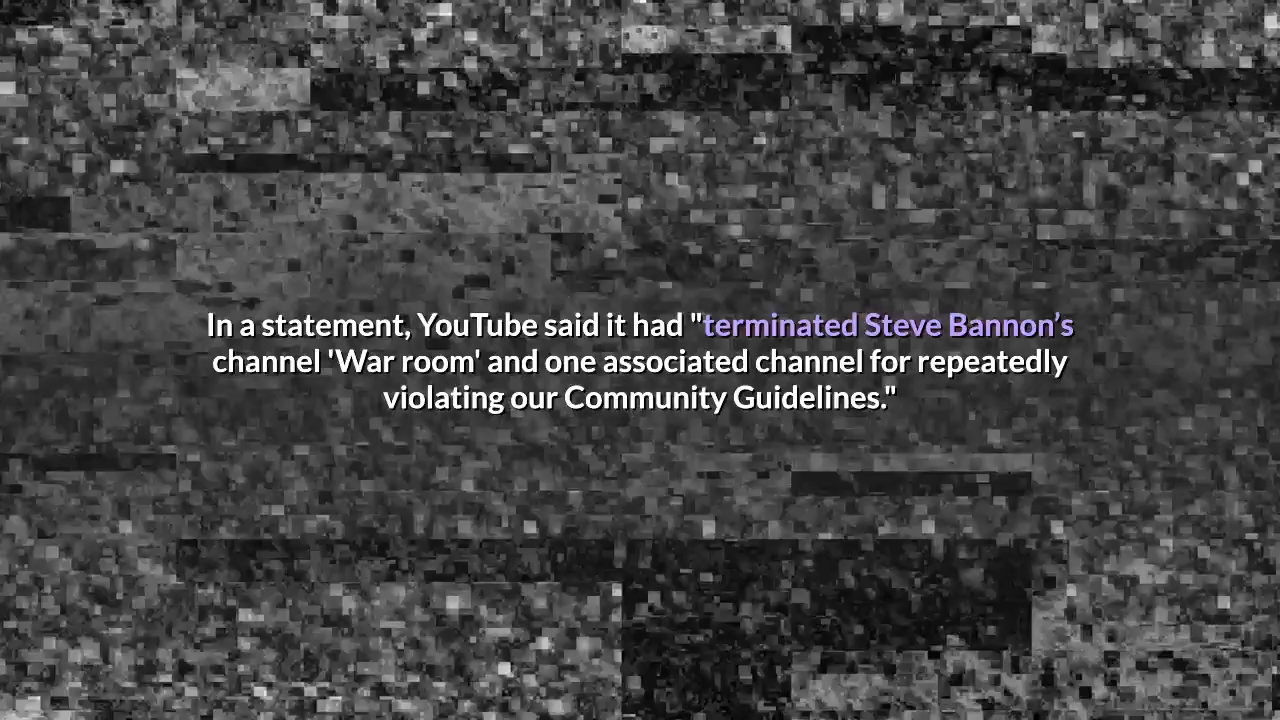 In a statement, YouTube said it had "terminated Steve Bannon’s
channel 'War room' and one associated channel for repeatedly
violating our Community Guidelines."